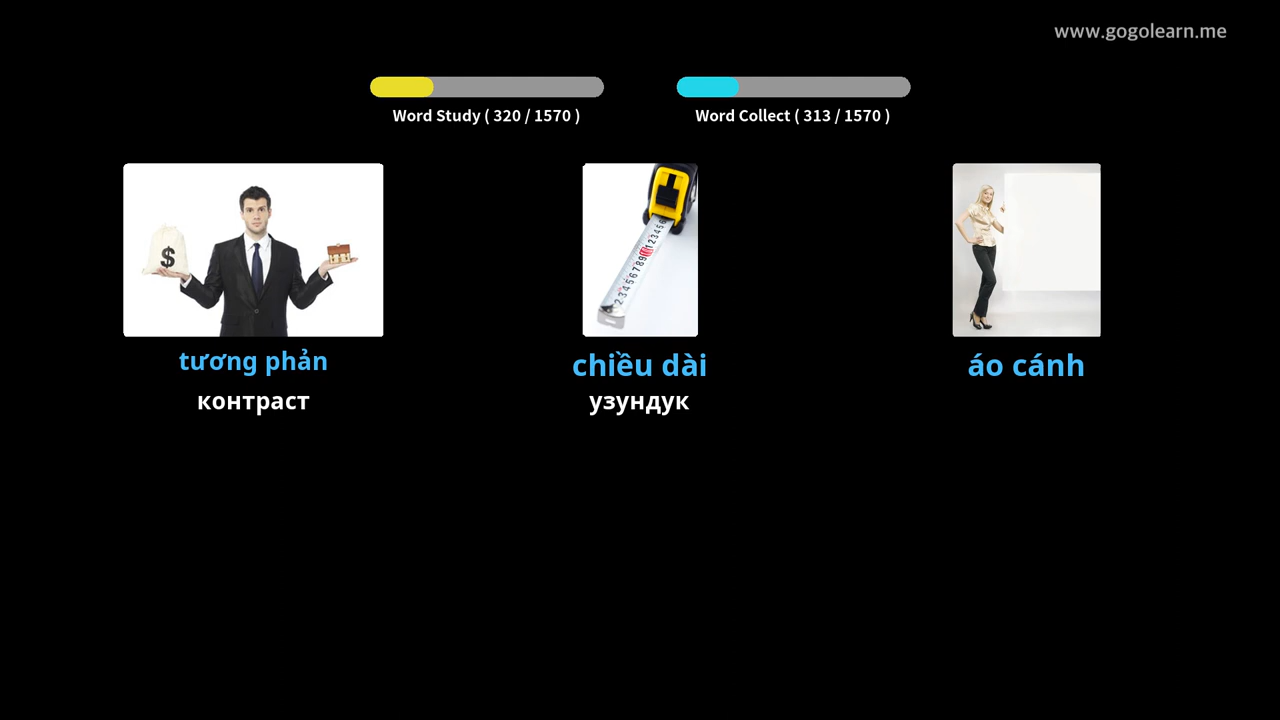 www.gogolearn.me
Word Study ( 320 / 1570 )
Word Collect ( 313 / 1570 )
$
tương phản
chiều dài
áo cánh
контраст
узундук